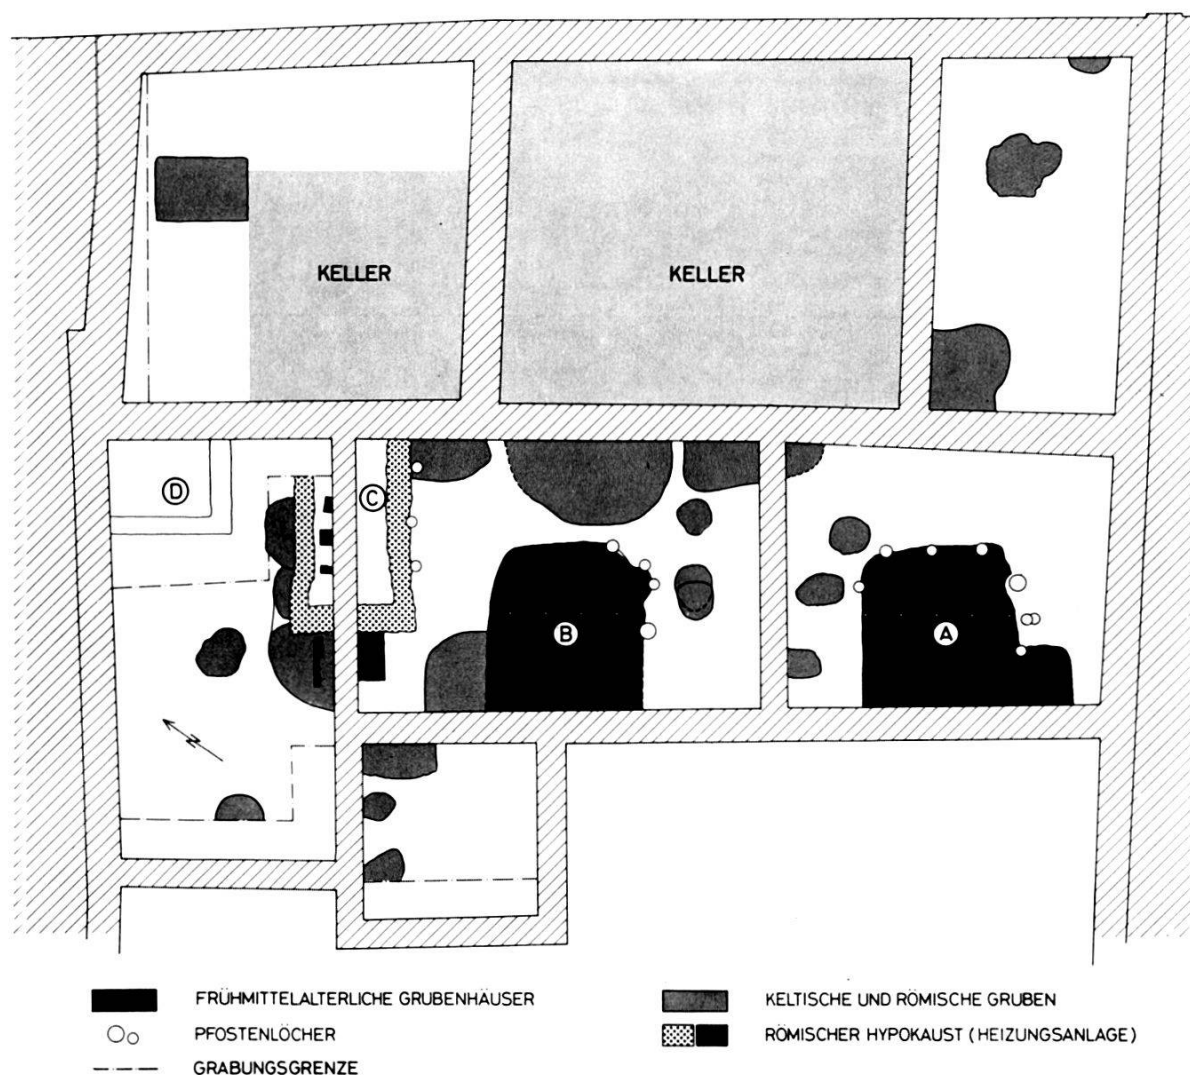 KELLER
KELLER
D
C
B
A
N
FRÜHMITTELALTERLICHE GRUBENHÄUSER
PFOSTENLÖCHER
GRABUNGSGRENZE
KELTISCHE UND RÖMISCHE GRUBEN
RÖMISCHER HYPOKAUST (HEIZUNGSANLAGE)